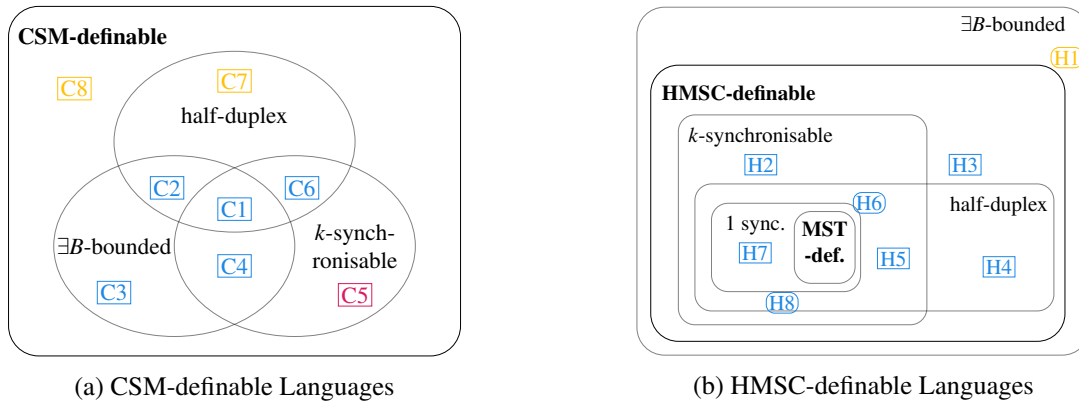 CSM-definable
C8
C7
half-duplex
C2
C6
C1
∃B-bounded
k-synch-
ronisable
C4
C3
C5
(a) CSM-definable Languages
∃B-bounded
H1
HMSC-definable
k-synchronisable
H2
H3
H6
half-duplex
1 sync.
MST
-def.
H7
H5
H4
H8
(b) HMSC-definable Languages